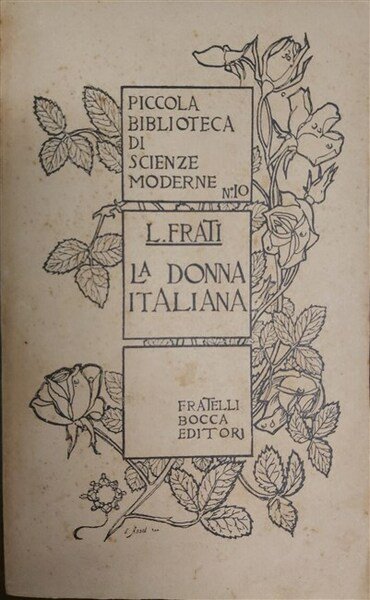 PICCOLA
BIBLIOTECA
DI
SCIENZE
MODERNE
N° 10
L. FRATI
LA DONNA
ITALIANA
FRATELLI
BOCCA
EDITORI